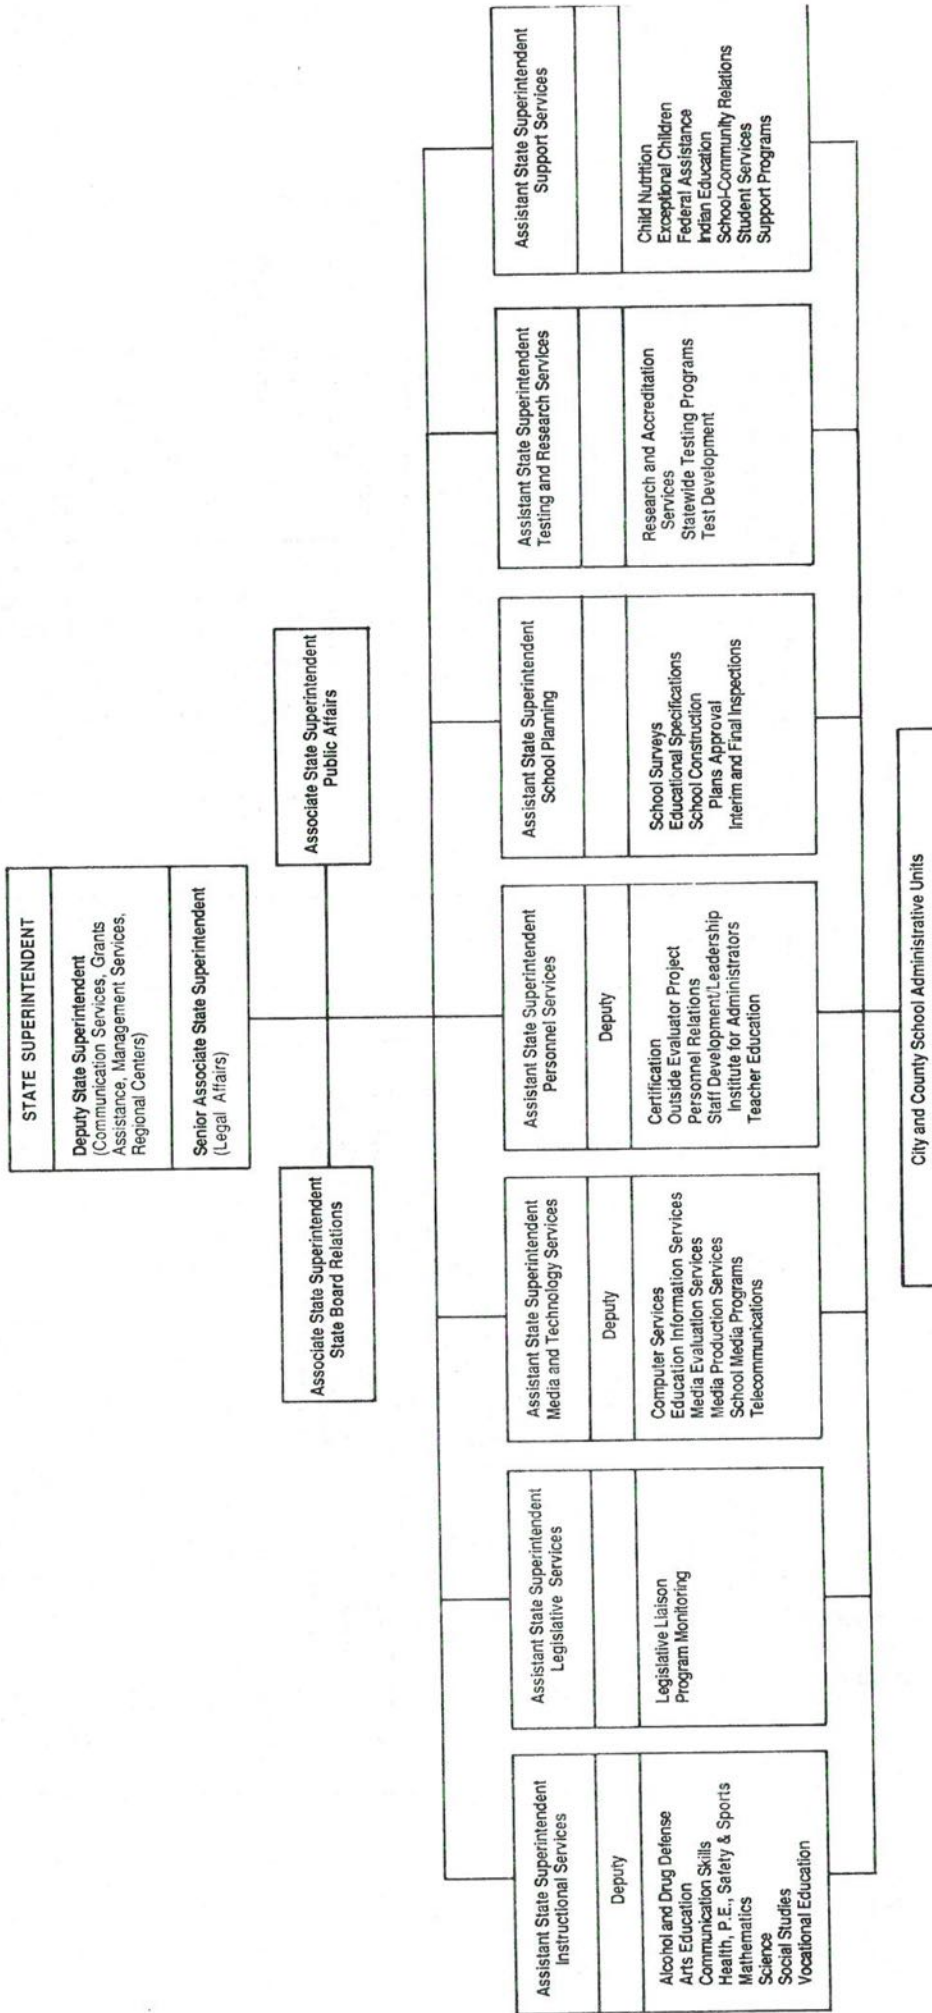 STATE SUPERINTENDENT
Deputy State Superintendent
(Communication Services, Grants
Assistance, Management Services,
Regional Centers)
Senior Associate State Superintendent
(Legal Affairs)
Associate State Superintendent
State Board Relations
Associate State Superintendent
Public Affairs
Assistant State Superintendent
Instructional Services
Deputy
Alcohol and Drug Defense
Arts Education
Communication Skills
Health, P.E., Safety & Sports
Mathematics
Science
Social Studies
Vocational Education
Assistant State Superintendent
Legislative Services
Legislative Liaison
Program Monitoring
Assistant State Superintendent
Media and Technology Services
Deputy
Computer Services
Education Information Services
Media Evaluation Services
Media Production Services
School Media Programs
Telecommunications
Assistant State Superintendent
Personnel Services
Deputy
Certification
Outside Evaluator Project
Personnel Relations
Staff Development/Leadership
Institute for Administrators
Teacher Education
Assistant State Superintendent
School Planning
School Surveys
Educational Specifications
School Construction
Plans Approval
Interim and Final Inspections
Assistant State Superintendent
Testing and Research Services
Research and Accreditation
Services
Statewide Testing Programs
Test Development
Assistant State Superintendent
Support Services
Child Nutrition
Exceptional Children
Federal Assistance
Indian Education
School-Community Relations
Student Services
Support Programs
City and County School Administrative Units